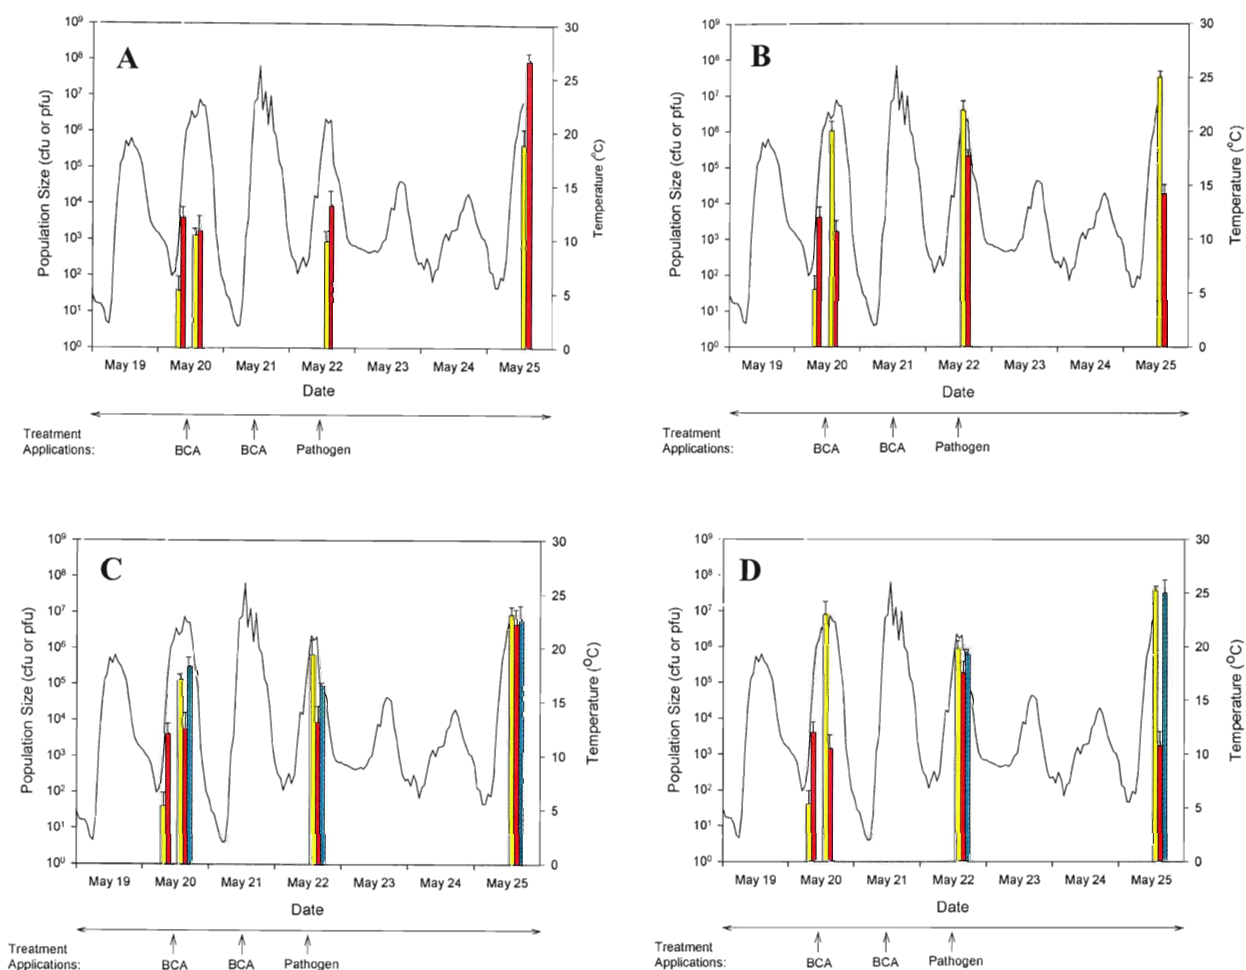 A
Population Size (cfu or pfu)
10⁹
10⁸
10⁷
10⁶
10⁵
10⁴
10³
10²
10¹
10⁰
30
25
20
15
10
5
0
Temperature (°C)
May 19 May 20 May 21 May 22 May 23 May 24 May 25
Date
Treatment
Applications:
BCA BCA Pathogen
B
Population Size (cfu or pfu)
10⁹
10⁸
10⁷
10⁶
10⁵
10⁴
10³
10²
10¹
10⁰
30
25
20
15
10
5
0
Temperature (°C)
May 19 May 20 May 21 May 22 May 23 May 24 May 25
Date
Treatment
Applications:
BCA BCA Pathogen
C
Population Size (cfu or pfu)
10⁹
10⁸
10⁷
10⁶
10⁵
10⁴
10³
10²
10¹
10⁰
30
25
20
15
10
5
0
Temperature (°C)
May 19 May 20 May 21 May 22 May 23 May 24 May 25
Date
Treatment
Applications:
BCA BCA Pathogen
D
Population Size (cfu or pfu)
10⁹
10⁸
10⁷
10⁶
10⁵
10⁴
10³
10²
10¹
10⁰
30
25
20
15
10
5
0
Temperature (°C)
May 19 May 20 May 21 May 22 May 23 May 24 May 25
Date
Treatment
Applications:
BCA BCA Pathogen